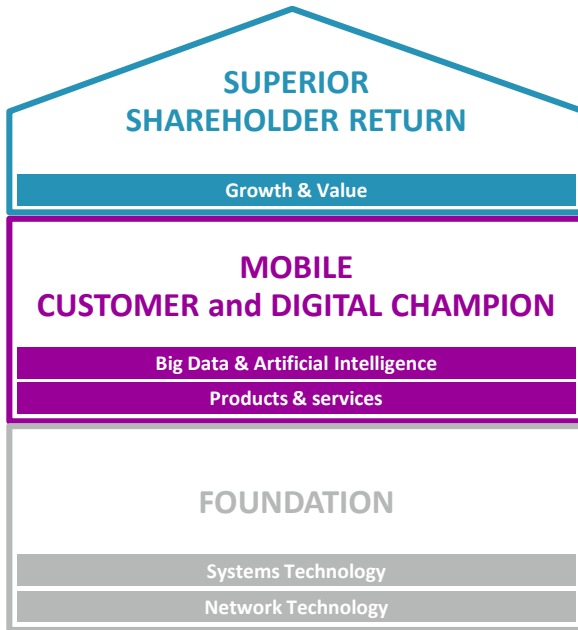 SUPERIOR
SHAREHOLDER RETURN
Growth & Value
MOBILE
CUSTOMER and DIGITAL CHAMPION
Big Data & Artificial Intelligence
Products & services
FOUNDATION
Systems Technology
Network Technology